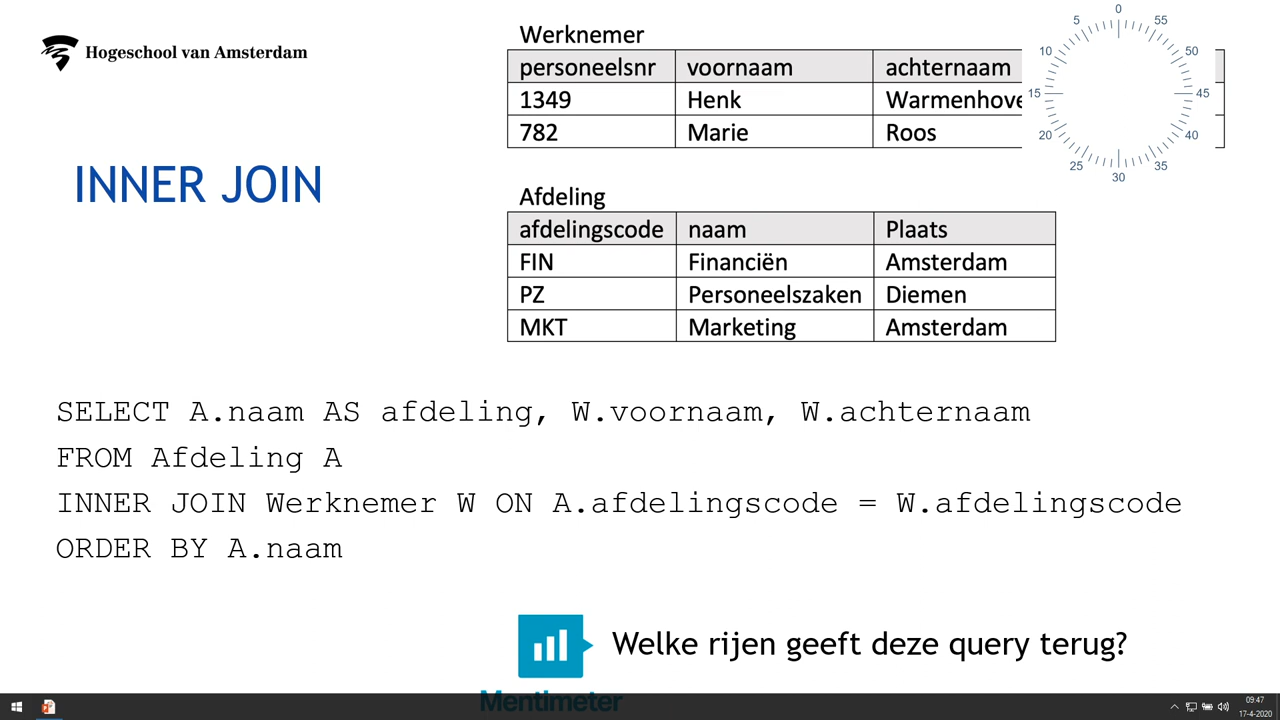 Hogeschool van Amsterdam
INNER JOIN
Werknemer
personeelsnr voornaam achternaam
1349 Henk Warmenhove
782 Marie Roos
0
55
50
45
40
35
30
25
20
15
10
5
Afdeling
afdelingscode naam Plaats
FIN Financiën Amsterdam
PZ Personeelszaken Diemen
MKT Marketing Amsterdam
SELECT A.naam AS afdeling, W.voornaam, W.achternaam
FROM Afdeling A
INNER JOIN Werknemer W ON A.afdelingscode = W.afdelingscode
ORDER BY A.naam
Welke rijen geeft deze query terug?
Mentimeter
09:47
17-4-2020